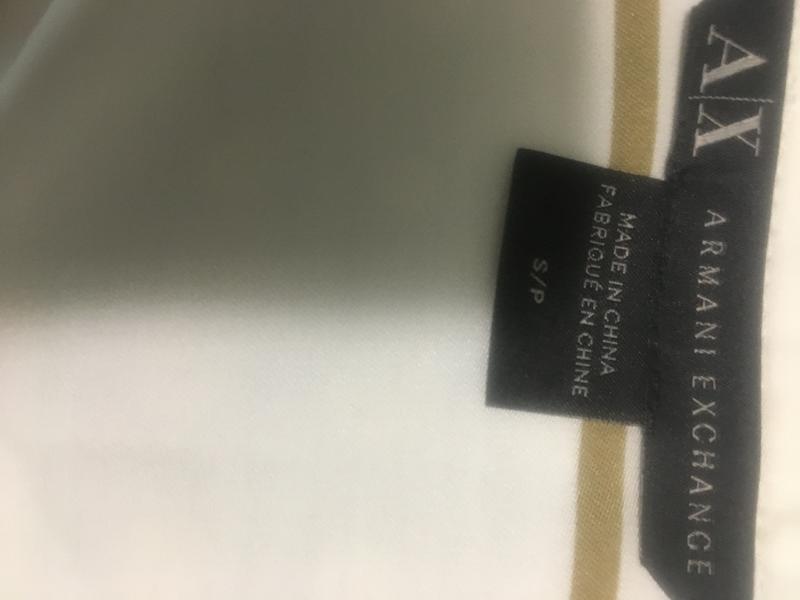 A|X
ARMANI EXCHANGE
MADE IN CHINA
FABRIQUÉ EN CHINE
S/P